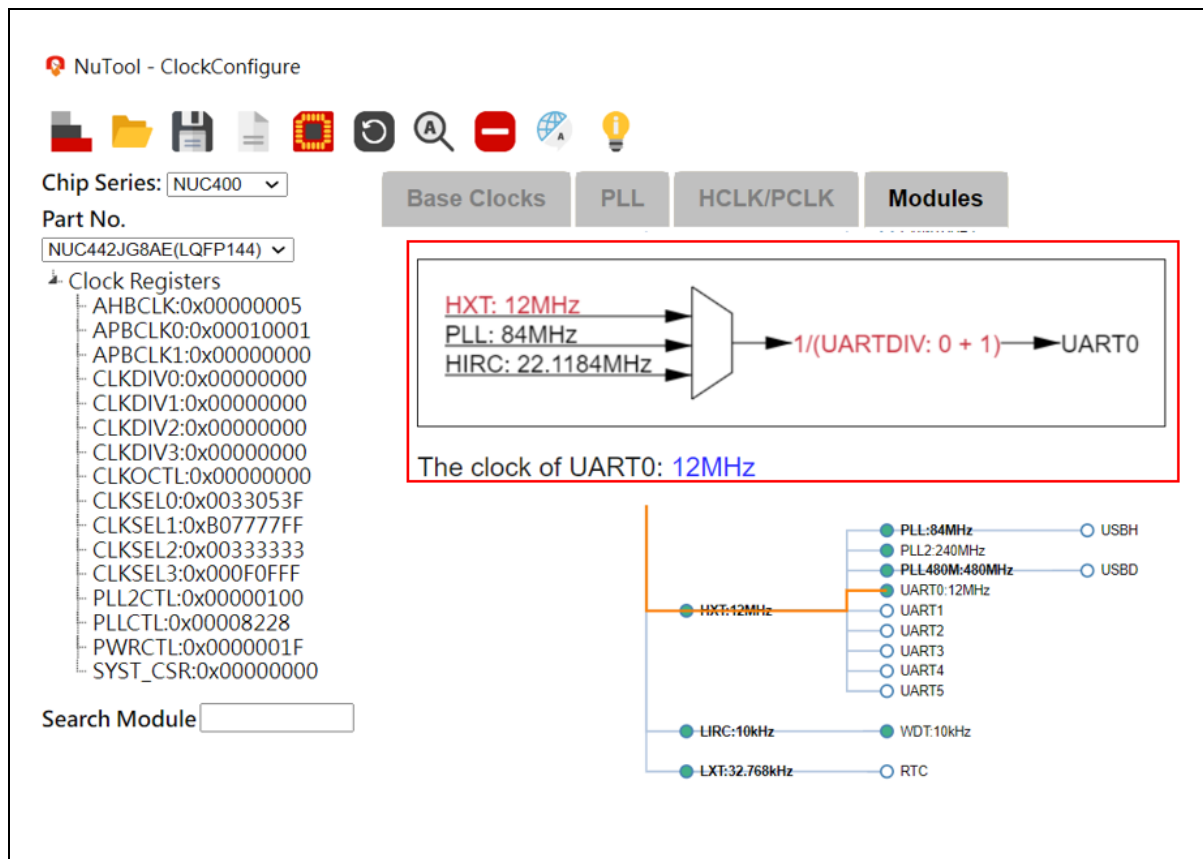 NuTool - ClockConfigure
Chip Series: NUC400
Part No.
NUC442JG8AE(LQFP144)
Clock Registers
AHBCLK:0x00000005
APBCLK0:0x00010001
APBCLK1:0x00000000
CLKDIV0:0x00000000
CLKDIV1:0x00000000
CLKDIV2:0x00000000
CLKDIV3:0x00000000
CLKOCTL:0x00000000
CLKSEL0:0x0033053F
CLKSEL1:0xB07777FF
CLKSEL2:0x00333333
CLKSEL3:0x000F0FFF
PLL2CTL:0x00000100
PLLCTL:0x00008228
PWRCTL:0x0000001F
SYST_CSR:0x00000000
Search Module
Base Clocks
PLL
HCLK/PCLK
Modules
HXT: 12MHz
PLL: 84MHz
HIRC: 22.1184MHz
1/(UARTDIV: 0 + 1)
UART0
The clock of UART0: 12MHz
PLL:84MHz
USBH
PLL2:240MHz
PLL480M:480MHz
USBD
UART0:12MHz
HXT:12MHz
UART1
UART2
UART3
UART4
UART5
LIRC:10kHz
WDT:10kHz
LXT:32.768kHz
RTC